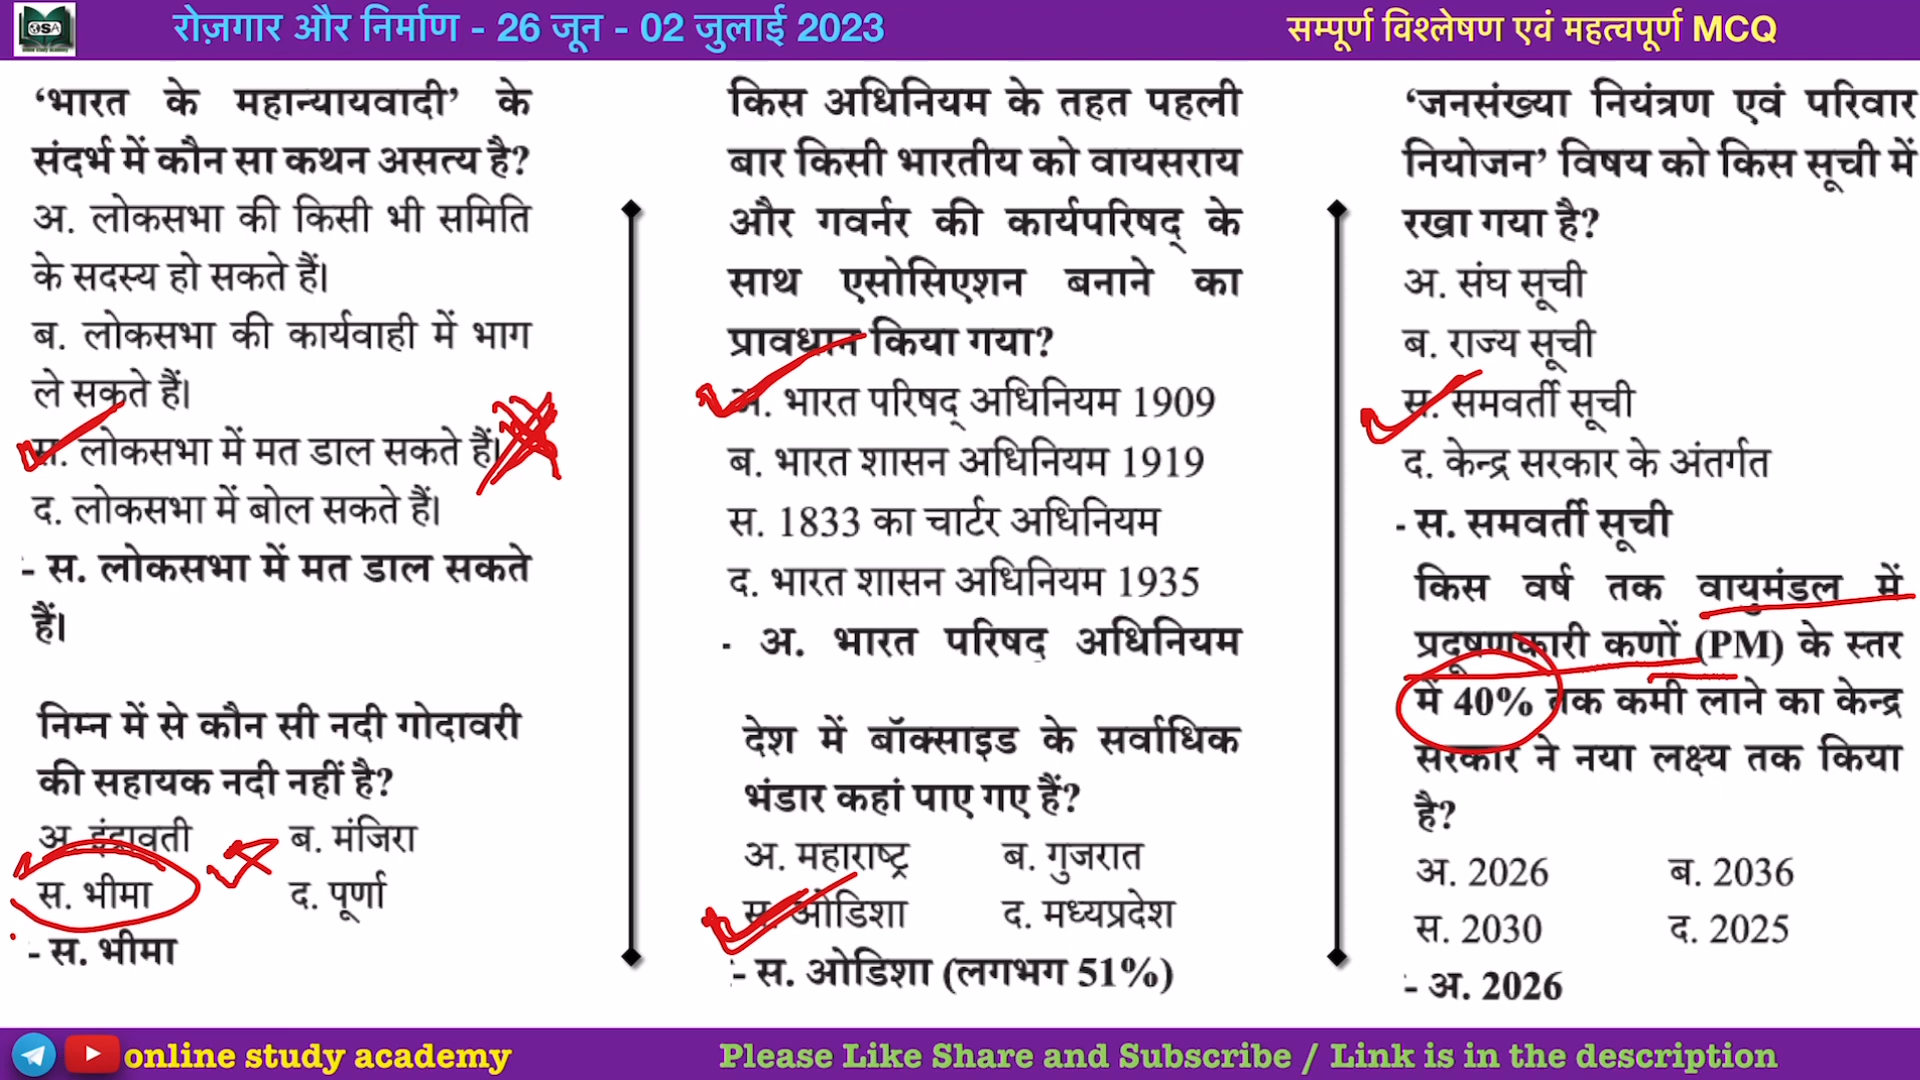 OSA
रोज़गार और निर्माण - 26 जून - 02 जुलाई 2023
सम्पूर्ण विश्लेषण एवं महत्वपूर्ण MCQ
‘भारत के महान्यायवादी’ के
संदर्भ में कौन सा कथन असत्य है?
अ. लोकसभा की किसी भी समिति
के सदस्य हो सकते हैं।
ब. लोकसभा की कार्यवाही में भाग
ले सकते हैं।
स. लोकसभा में मत डाल सकते हैं।
द. लोकसभा में बोल सकते हैं।
- स. लोकसभा में मत डाल सकते
हैं।
निम्न में से कौन सी नदी गोदावरी
की सहायक नदी नहीं है?
अ. इंद्रावती ब. मंजिरा
स. भीमा द. पूर्णा
- स. भीमा
किस अधिनियम के तहत पहली
बार किसी भारतीय को वायसराय
और गवर्नर की कार्यपरिषद् के
साथ एसोसिएशन बनाने का
प्रावधान किया गया?
अ. भारत परिषद् अधिनियम 1909
ब. भारत शासन अधिनियम 1919
स. 1833 का चार्टर अधिनियम
द. भारत शासन अधिनियम 1935
- अ. भारत परिषद अधिनियम
देश में बॉक्साइड के सर्वाधिक
भंडार कहां पाए गए हैं?
अ. महाराष्ट्र ब. गुजरात
स. ओडिशा द. मध्यप्रदेश
- स. ओडिशा (लगभग 51%)
‘जनसंख्या नियंत्रण एवं परिवार
नियोजन’ विषय को किस सूची में
रखा गया है?
अ. संघ सूची
ब. राज्य सूची
स. समवर्ती सूची
द. केन्द्र सरकार के अंतर्गत
- स. समवर्ती सूची
किस वर्ष तक वायुमंडल में
प्रदूषणकारी कणों (PM) के स्तर
में 40% तक कमी लाने का केन्द्र
सरकार ने नया लक्ष्य तक किया
है?
अ. 2026 ब. 2036
स. 2030 द. 2025
- अ. 2026
online study academy
Please Like Share and Subscribe / Link is in the description